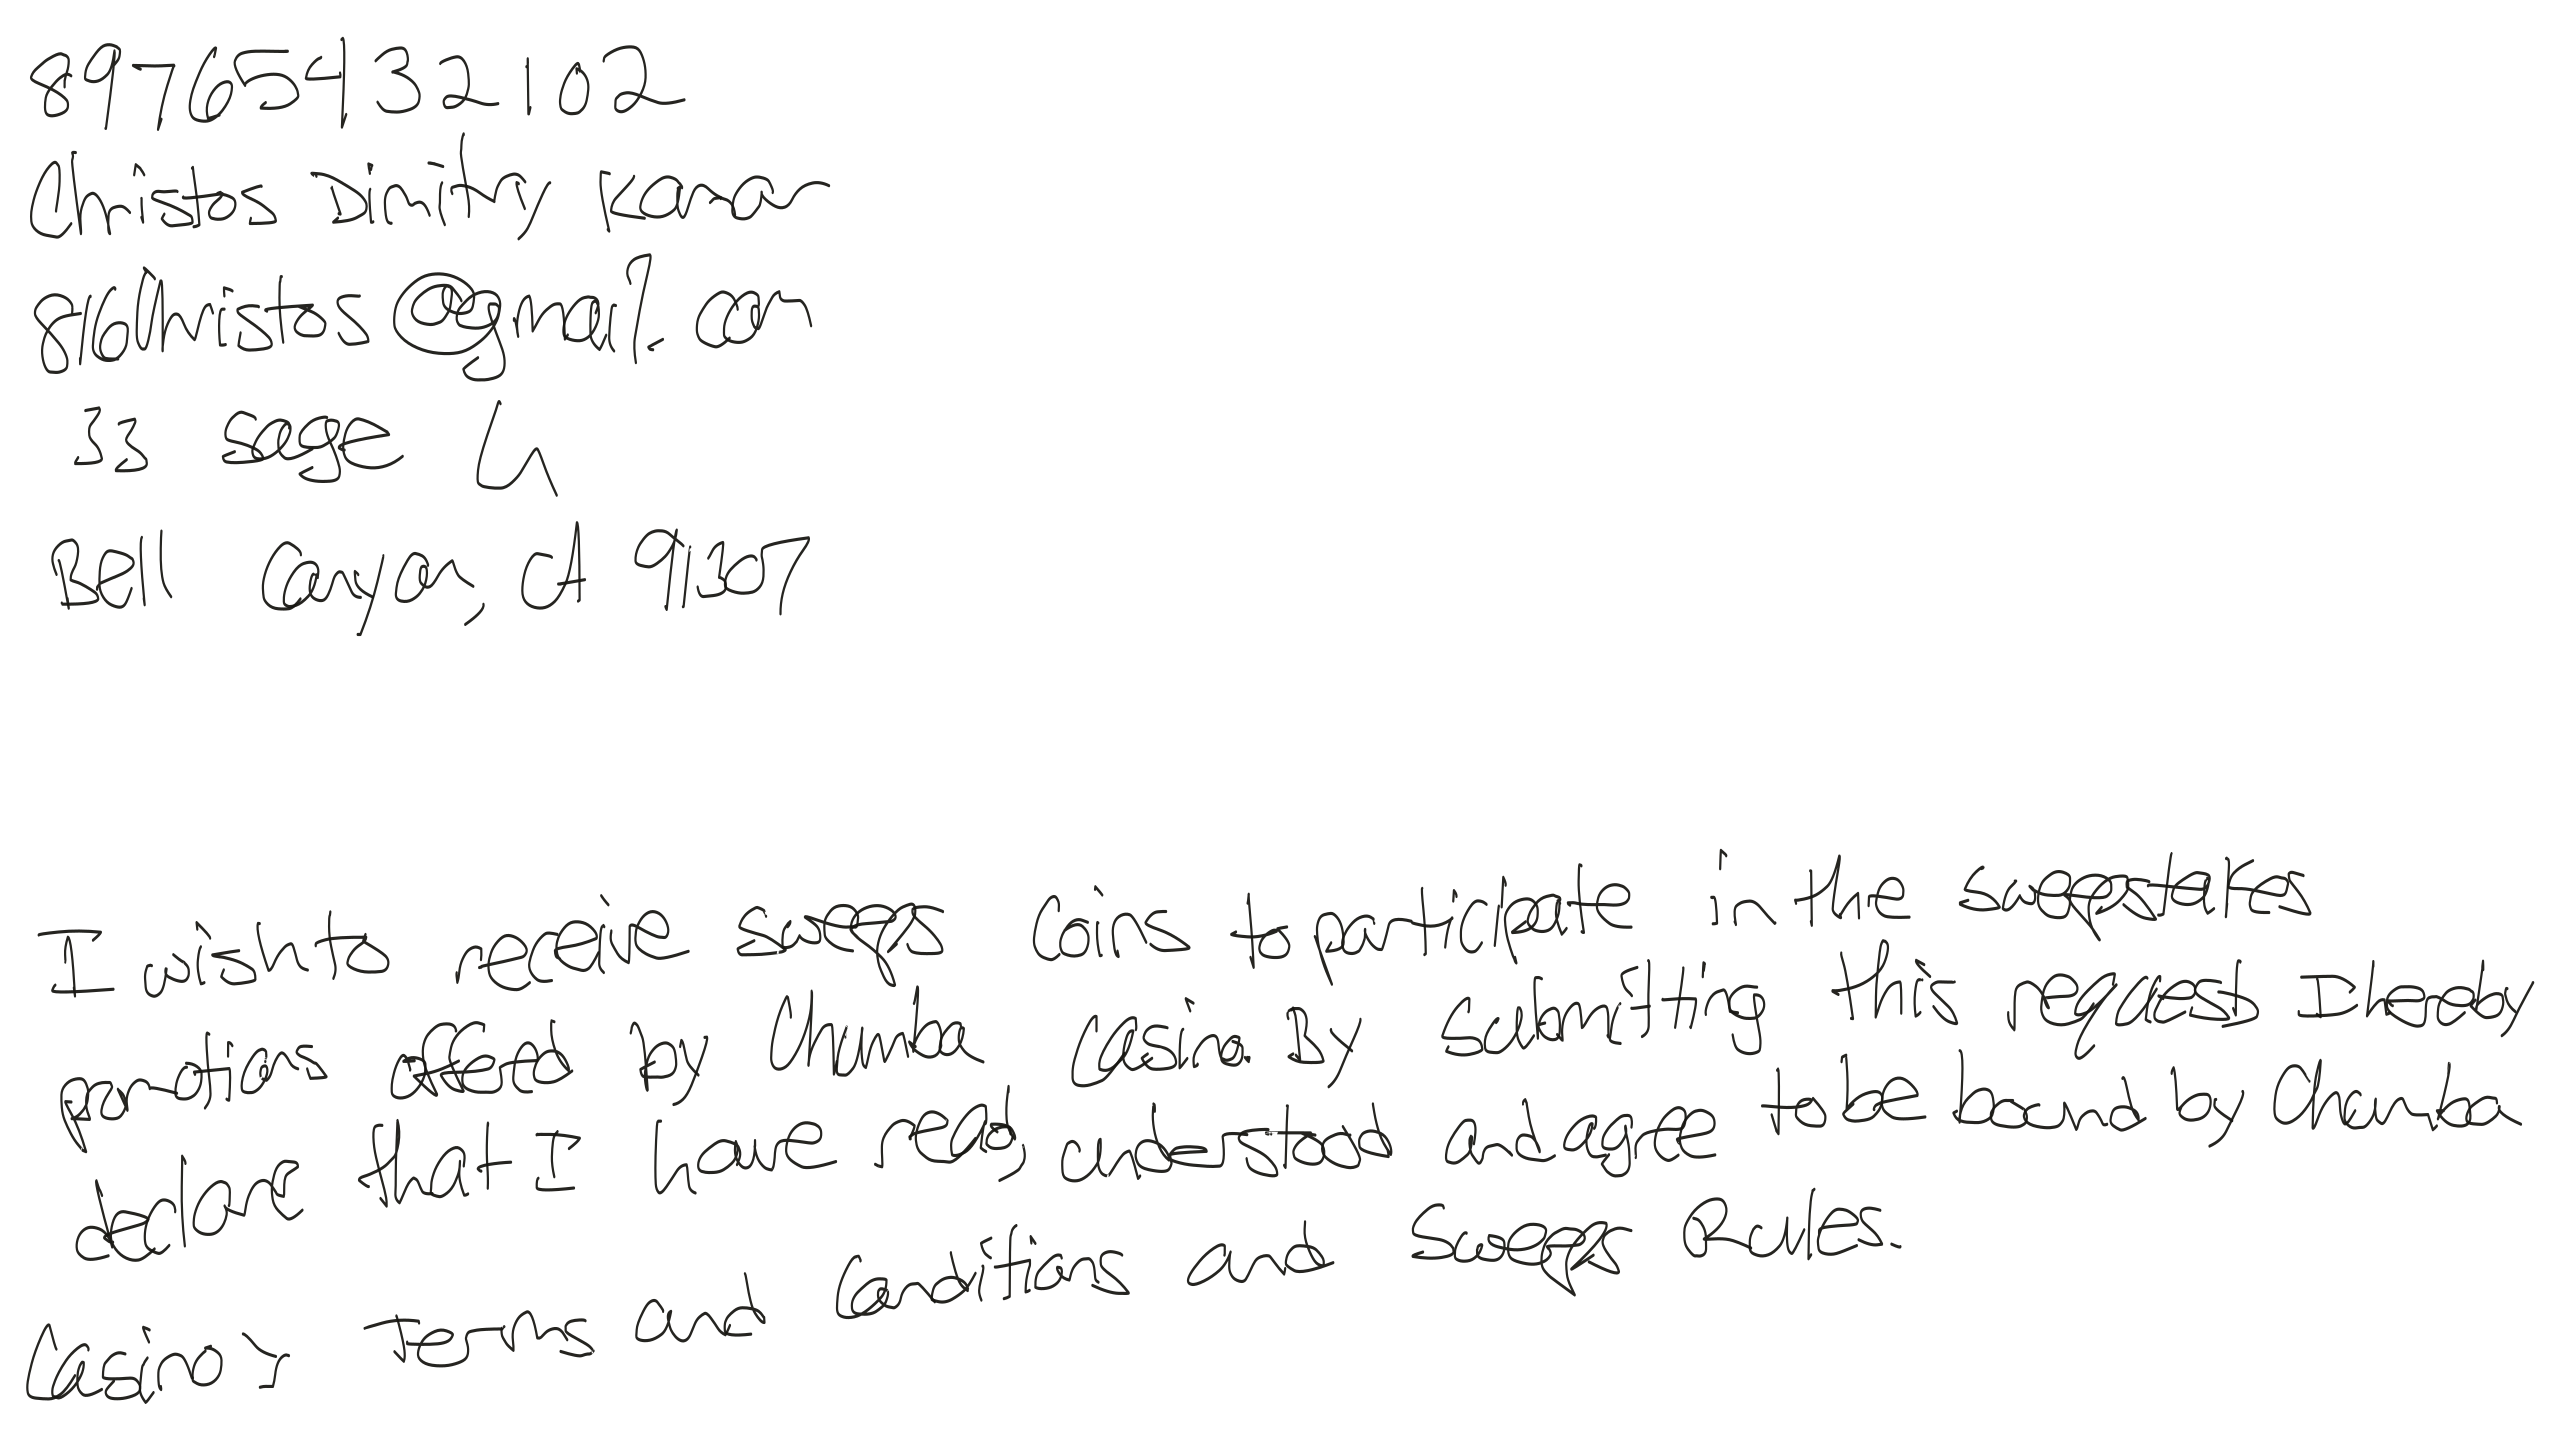 89765432102
Christos Dimitry Kanar
816Christos@gmail.com
33 sage Ln
Bell Canyon, CA 91307
I wish to receive sweeps coins to participate in the sweepstakes
promotions offered by Chumba Casino. By submitting this request I hereby
declare that I have read, understood and agree to be bound by Chumba
Casino's Terms and Conditions and Sweeps Rules.